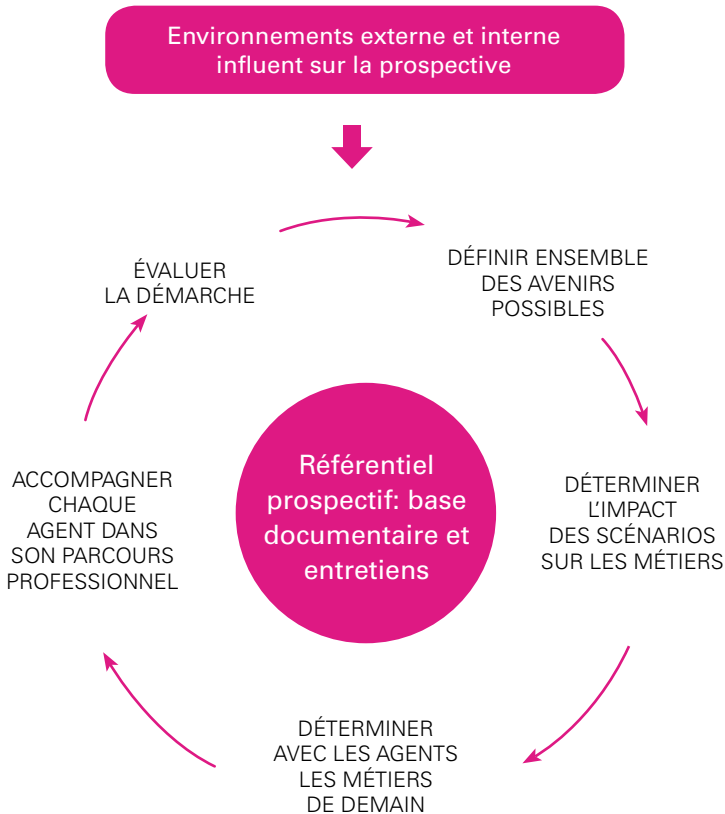 Environnements externe et interne
influent sur la prospective
DÉFINIR ENSEMBLE
DES AVENIRS
POSSIBLES
DÉTERMINER
L'IMPACT
DES SCÉNARIOS
SUR LES MÉTIERS
DÉTERMINER
AVEC LES AGENTS
LES MÉTIERS
DE DEMAIN
ACCOMPAGNER
CHAQUE
AGENT DANS
SON PARCOURS
PROFESSIONNEL
ÉVALUER
LA DÉMARCHE
Référentiel
prospectif: base
documentaire et
entretiens